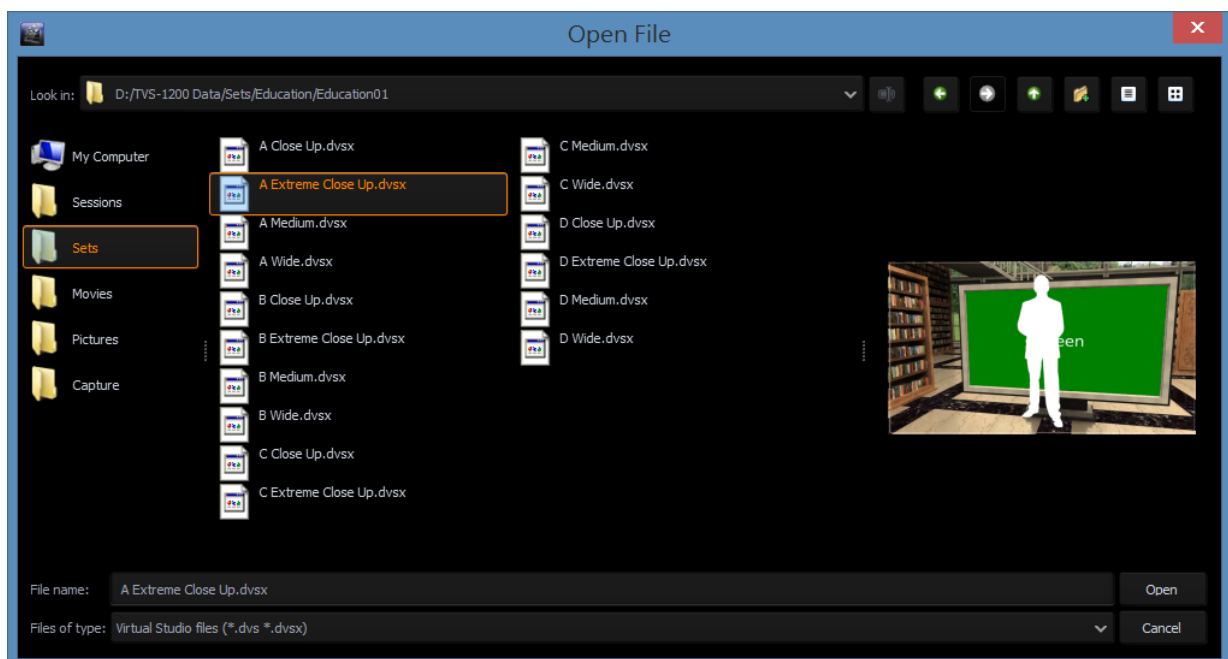 Open File
Look in: D:/TVS-1200 Data/Sets/Education/Education01
My Computer
Sessions
Sets
Movies
Pictures
Capture
A Close Up.dvsx
A Extreme Close Up.dvsx
A Medium.dvsx
A Wide.dvsx
B Close Up.dvsx
B Extreme Close Up.dvsx
B Medium.dvsx
B Wide.dvsx
C Close Up.dvsx
C Extreme Close Up.dvsx
C Medium.dvsx
C Wide.dvsx
D Close Up.dvsx
D Extreme Close Up.dvsx
D Medium.dvsx
D Wide.dvsx
een
File name: A Extreme Close Up.dvsx
Open
Files of type: Virtual Studio files (*.dvs *.dvsx)
Cancel